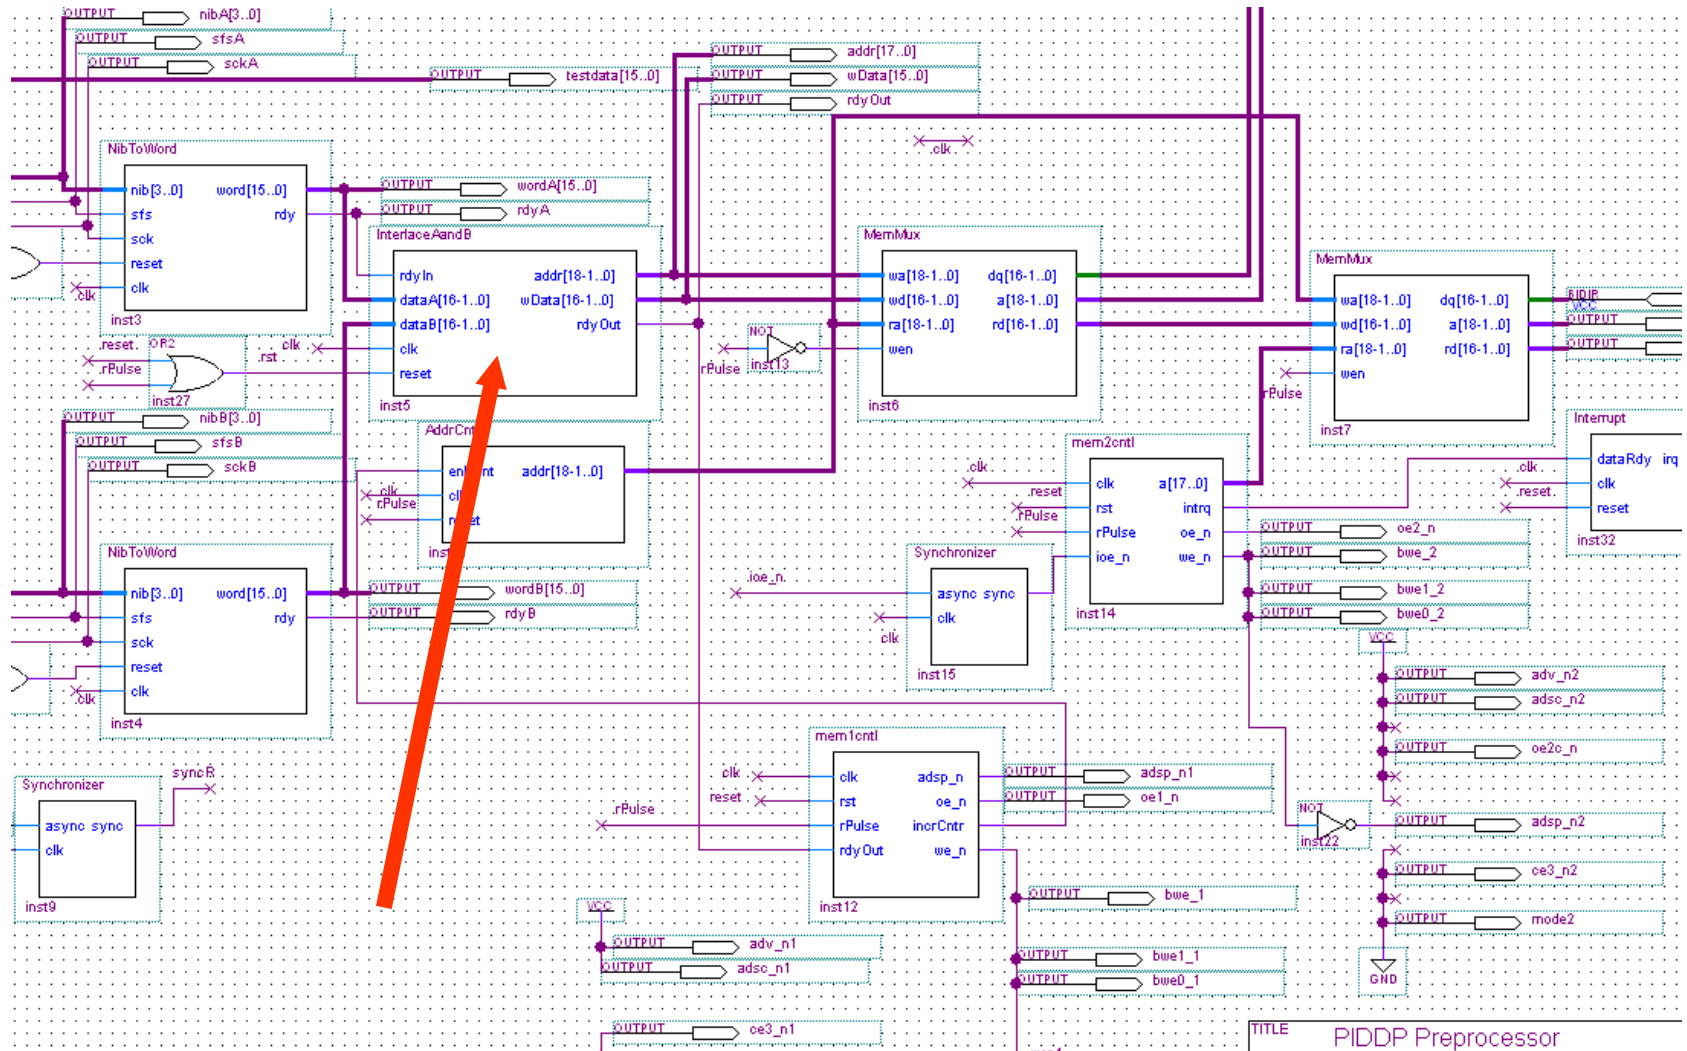 OUTPUT nibA[3..0]
OUTPUT sfsA
OUTPUT sckA
OUTPUT testdata[15..0]
OUTPUT addr[17..0]
OUTPUT wData[15..0]
OUTPUT rdyOut
clk
NibToWord
nib[3..0] word[15..0]
sfs rdy
sck
reset
clk
clk
inst3
OUTPUT wordA[15..0]
OUTPUT rdyA
InterlaceAandB
rdyIn addr[18-1..0]
dataA[16-1..0] wData[16-1..0]
dataB[16-1..0] rdyOut
clk
reset
clk
inst5
reset
rPulse
OR2
.rst
inst27
MemMux
wa[18-1..0] dq[16-1..0]
wd[16-1..0] a[18-1..0]
ra[18-1..0] rd[16-1..0]
wen
inst6
NOT
rPulse
inst13
MemMux
wa[18-1..0] dq[16-1..0]
wd[16-1..0] a[18-1..0]
ra[18-1..0] rd[16-1..0]
wen
rPulse
inst7
BIDIR
VCC
OUTPUT
OUTPUT
OUTPUT nibB[3..0]
OUTPUT sfsB
OUTPUT sckB
addr[18-1..0]
clk
rPulse
mem2cntl
clk a[17..0]
rst intrq
rPulse oe_n
ioe_n we_n
.clk
.reset
rPulse
inst14
Interrupt
dataRdy irq
clk
reset
.clk
.reset
inst32
OUTPUT oe2_n
OUTPUT bwe_2
OUTPUT bwe1_2
OUTPUT bwe0_2
NibToWord
nib[3..0] word[15..0]
sfs rdy
sck
reset
clk
clk
inst4
OUTPUT wordB[15..0]
OUTPUT rdyB
Synchronizer
async sync
clk
.ioe_n
clk
inst15
VCC
OUTPUT adv_n2
OUTPUT adsc_n2
OUTPUT oe2c_n
OUTPUT adsp_n2
OUTPUT ce3_n2
OUTPUT mode2
GND
NOT
inst22
Synchronizer
async sync
clk
syncR
inst9
mem1cntl
clk adsp_n
rst oe_n
rPulse incrCntr
rdyOut we_n
clk
reset
.rPulse
inst12
OUTPUT adsp_n1
OUTPUT oe1_n
OUTPUT bwe_1
OUTPUT bwe1_1
OUTPUT bwe0_1
VCC
OUTPUT adv_n1
OUTPUT adsc_n1
OUTPUT ce3_n1
TITLE PIDDP Preprocessor